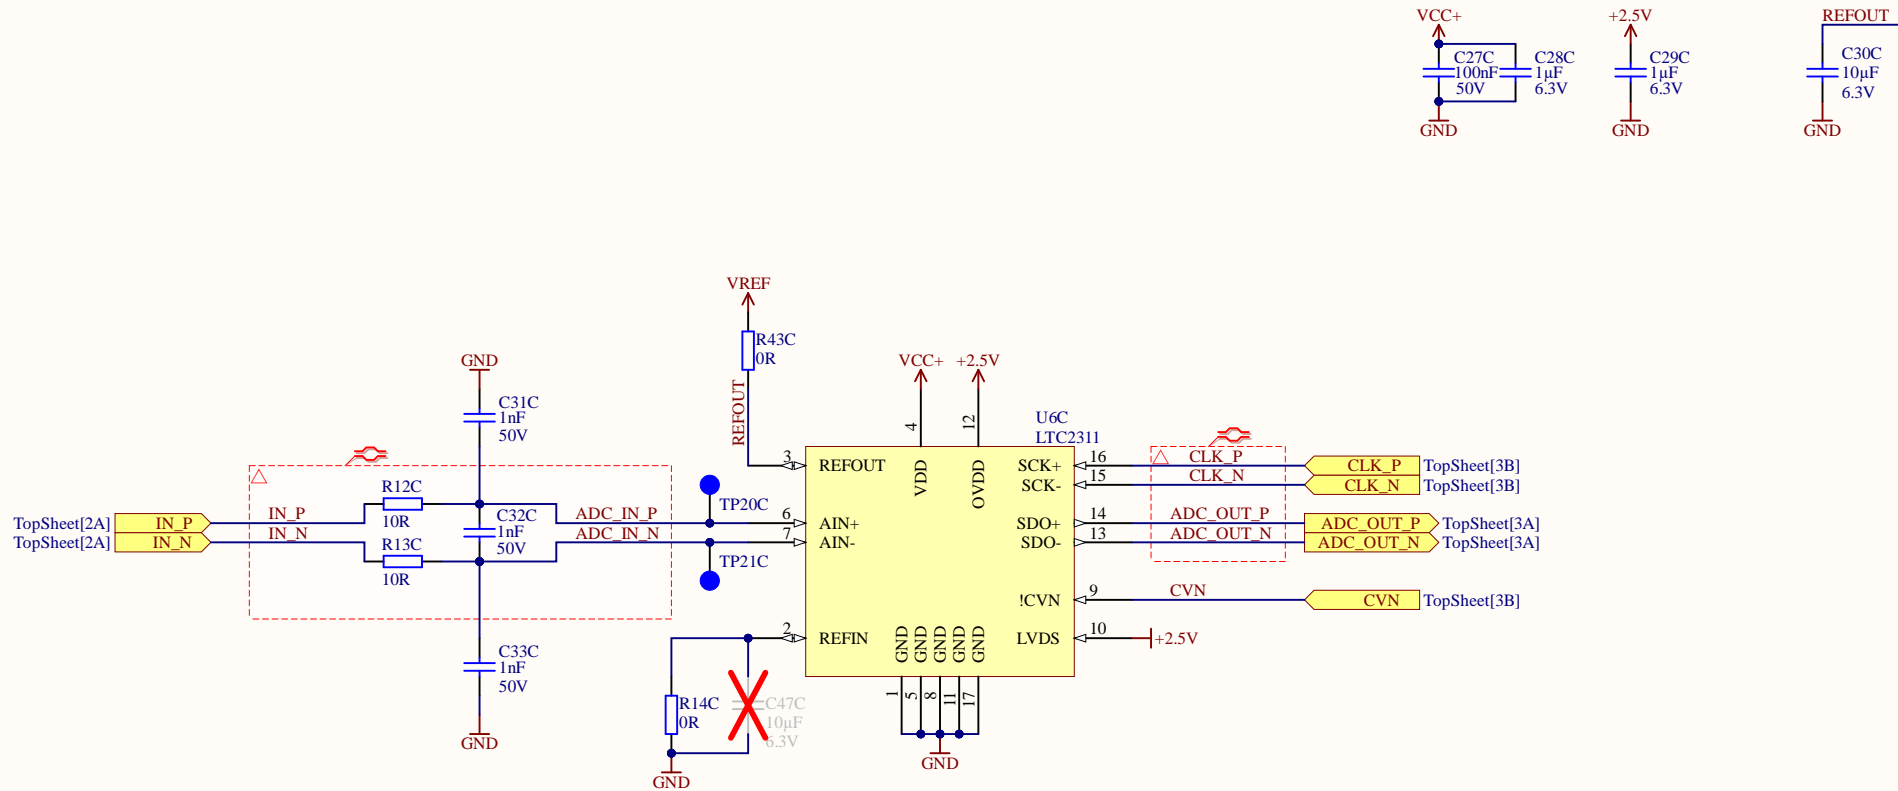 VCC+
+2.5V
REFOUT
C27C
100nF
50V
C28C
1µF
6.3V
C29C
1µF
6.3V
C30C
10µF
6.3V
GND
GND
GND
VREF
R43C
0R
REFOUT
GND
C31C
1nF
50V
VCC+
+2.5V
4
12
U6C
LTC2311
3
REFOUT
VDD
OVDD
SCK+
16
CLK_P
CLK_P
TopSheet[3B]
SCK-
15
CLK_N
CLK_N
TopSheet[3B]
R12C
10R
TP20C
TopSheet[2A]
IN_P
IN_P
C32C
1nF
50V
ADC_IN_P
6
AIN+
SDO+
14
ADC_OUT_P
ADC_OUT_P
TopSheet[3A]
TopSheet[2A]
IN_N
IN_N
R13C
10R
ADC_IN_N
7
AIN-
SDO-
13
ADC_OUT_N
ADC_OUT_N
TopSheet[3A]
TP21C
!CVN
9
CVN
CVN
TopSheet[3B]
2
REFIN
GND
GND
GND
GND
GND
LVDS
10
+2.5V
C33C
1nF
50V
GND
R14C
0R
C47C
10µF
6.3V
GND
1
5
8
11
17
GND